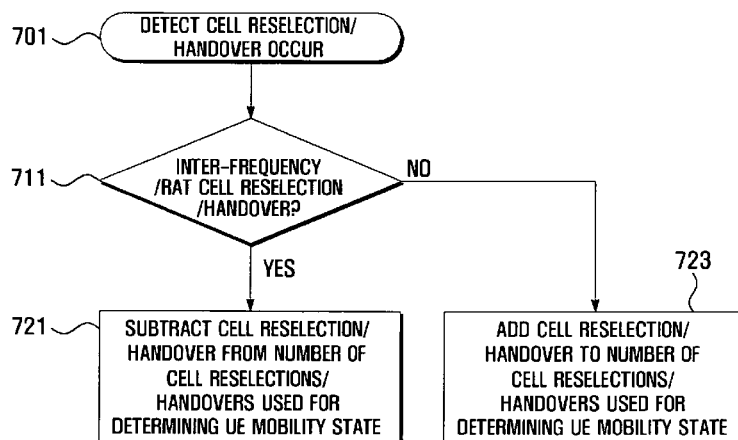 701
DETECT CELL RESELECTION/
HANDOVER OCCUR
711
INTER-FREQUENCY
/RAT CELL RESELECTION
/HANDOVER?
NO
YES
721
SUBTRACT CELL RESELECTION/
HANDOVER FROM NUMBER OF
CELL RESELECTIONS/
HANDOVERS USED FOR
DETERMINING UE MOBILITY STATE
723
ADD CELL RESELECTION/
HANDOVER TO NUMBER OF
CELL RESELECTIONS/
HANDOVERS USED FOR
DETERMINING UE MOBILITY STATE